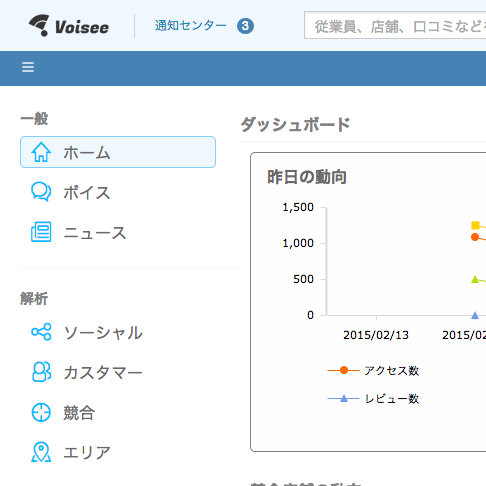 Voisee
通知センター 3
従業員、店舗、口コミなど
一般
ホーム
ボイス
ニュース
解析
ソーシャル
カスタマー
競合
エリア
ダッシュボード
昨日の動向
1,500
1,000
500
0
2015/02/13
2015/02
アクセス数
レビュー数